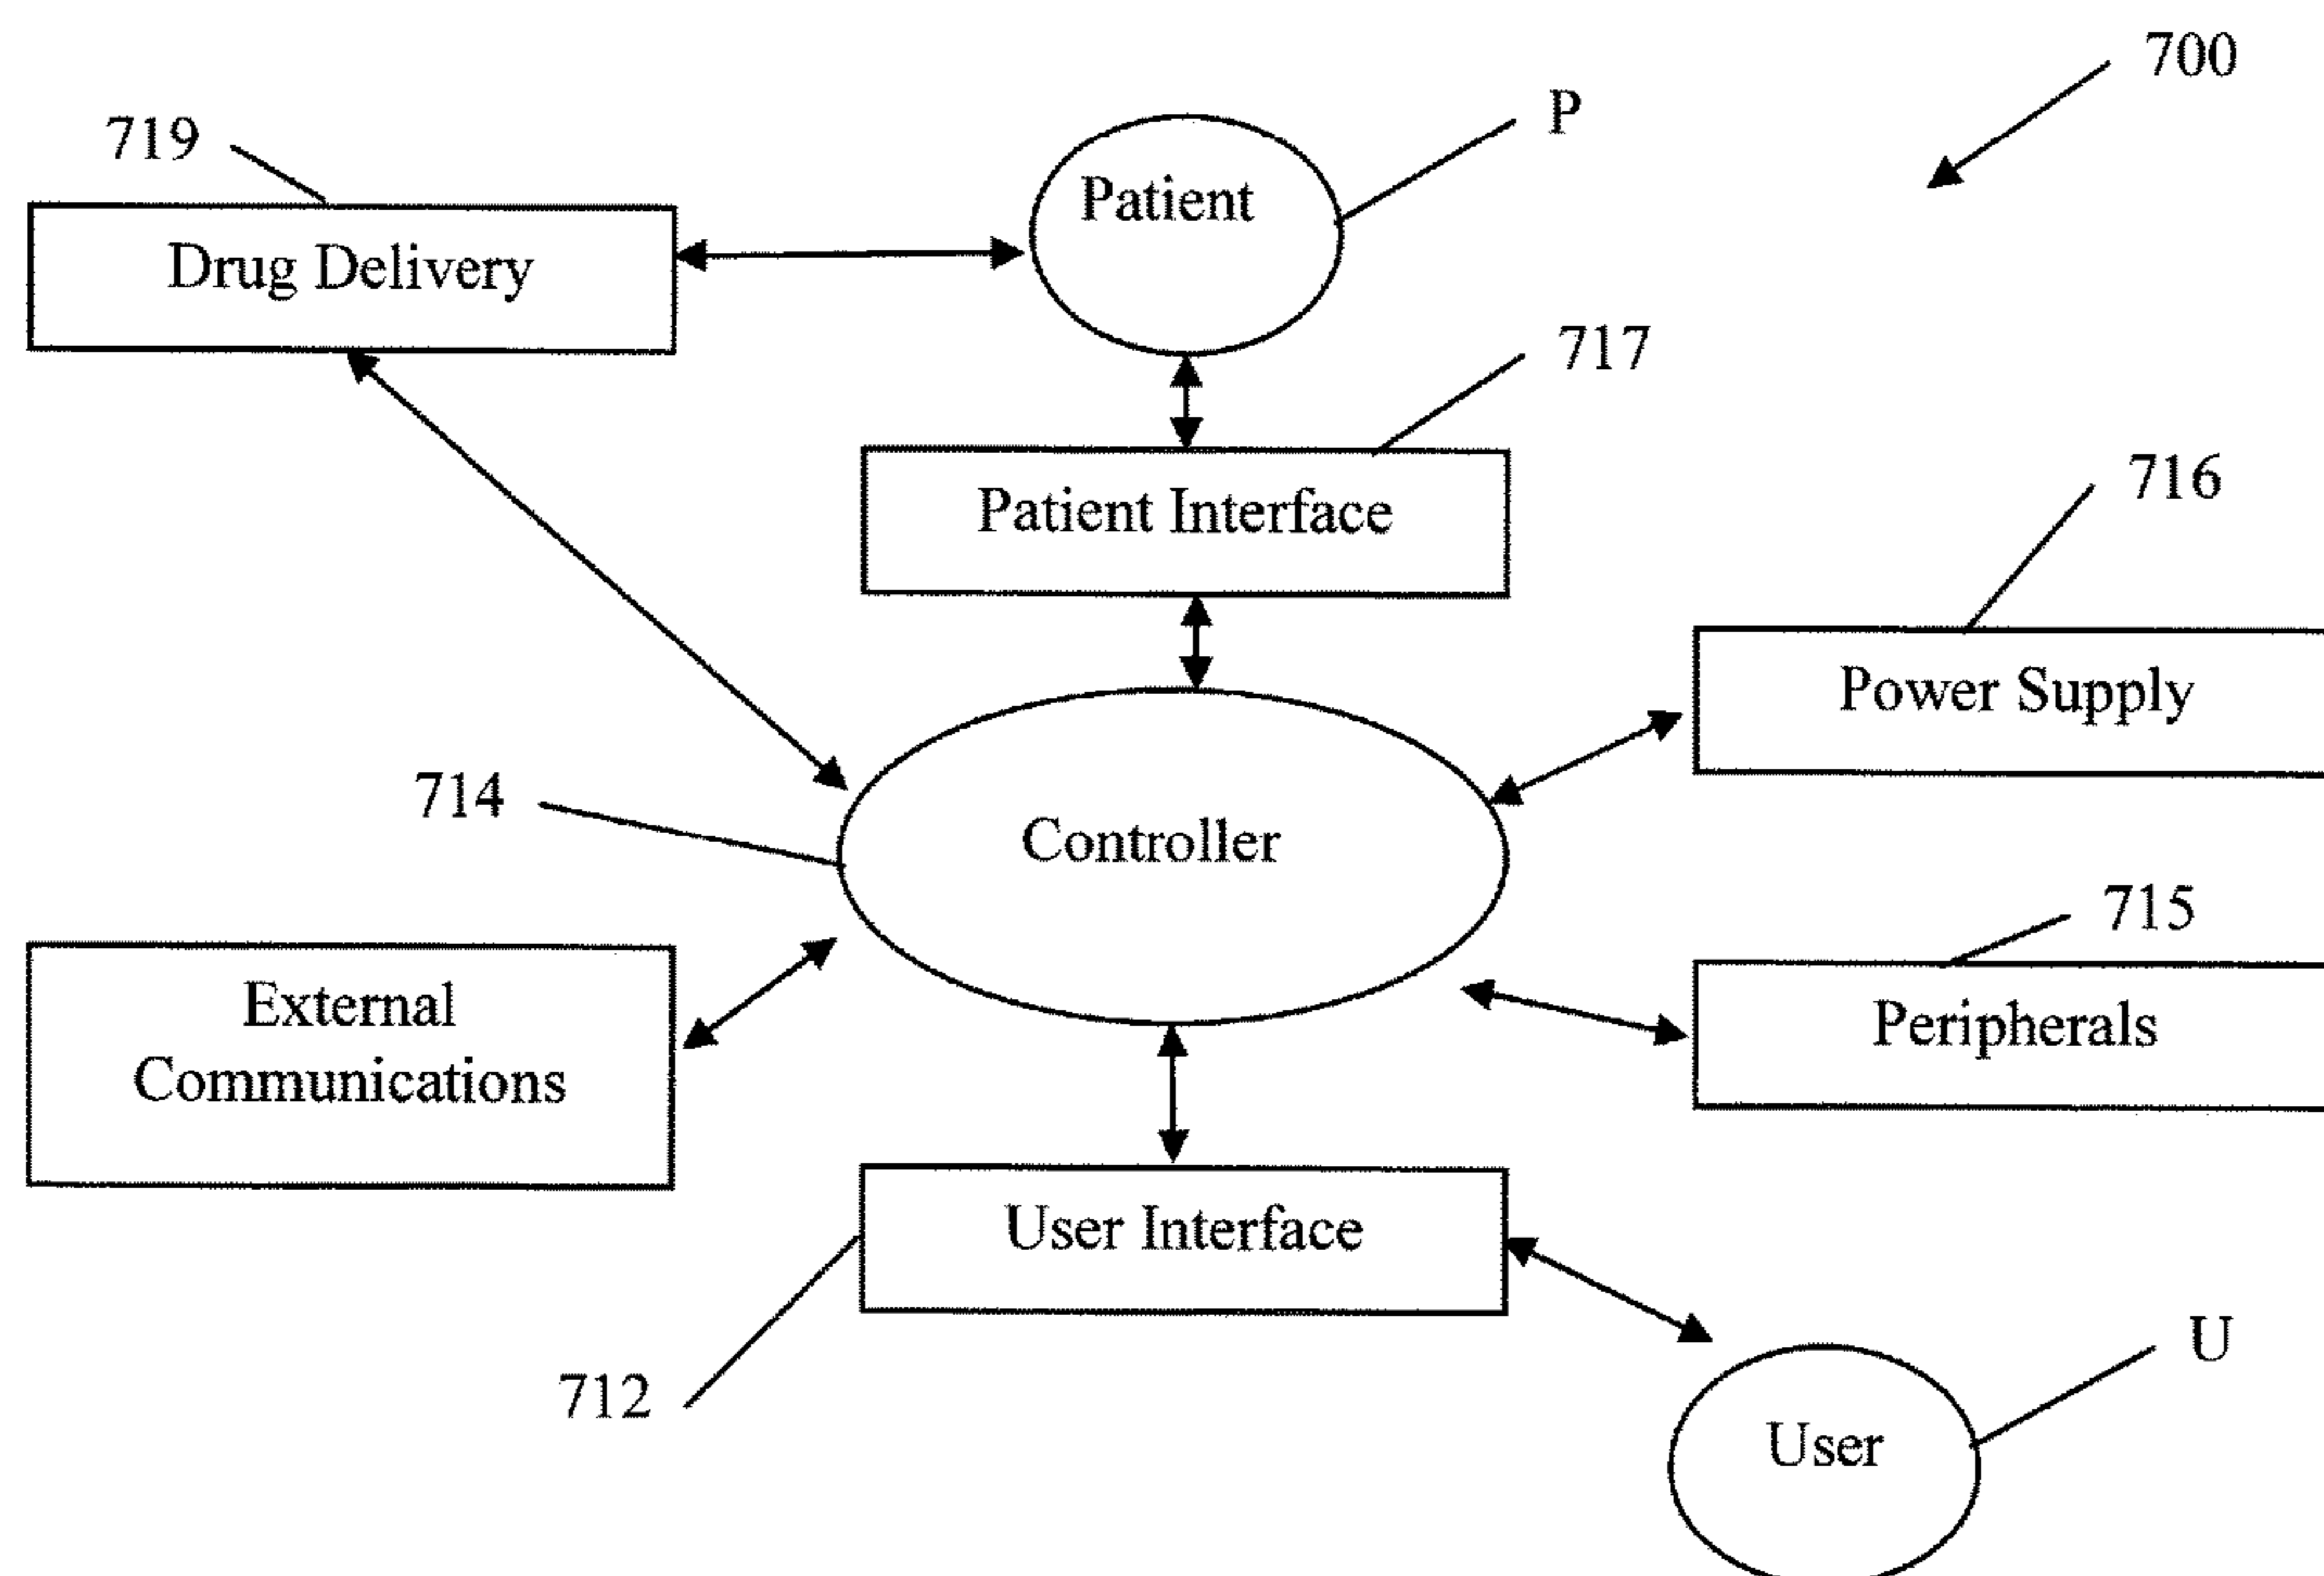 700
P
719
Patient
Drug Delivery
717
Patient Interface
716
Power Supply
714
Controller
715
External
Communications
Peripherals
User Interface
712
U
User